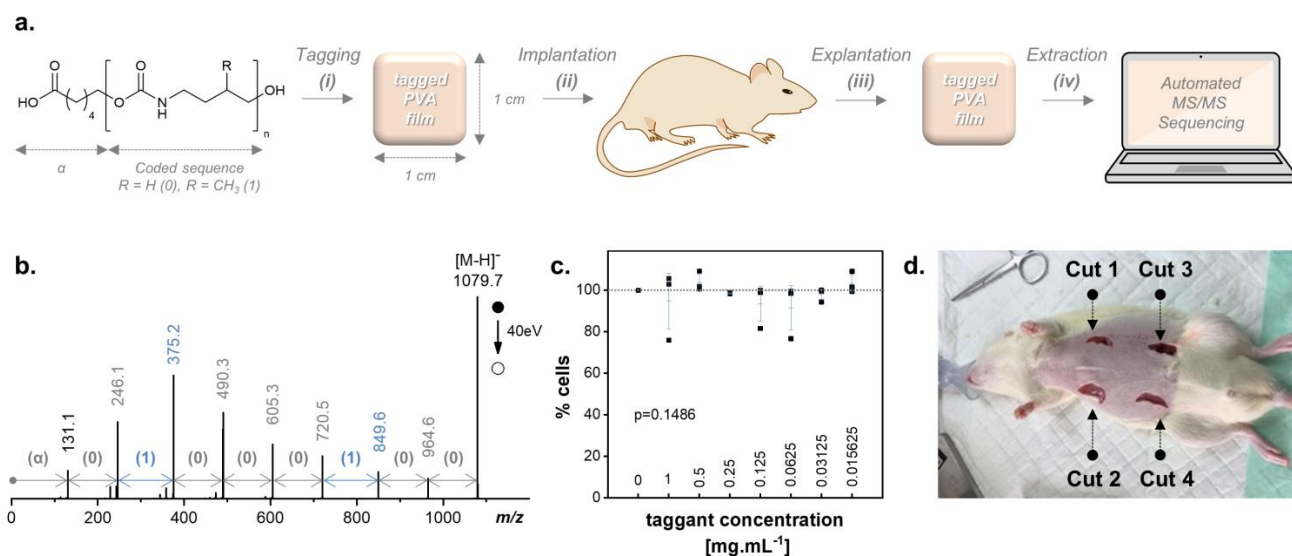 a.
Tagging
(i)
Implantation
(ii)
Explantation
(iii)
Extraction
(iv)
O
HO
4
O
O
N
H
R
OH
n
α
Coded sequence
R = H (0), R = CH₃ (1)
tagged
PVA
film
1 cm
1 cm
tagged
PVA
film
Automated
MS/MS
Sequencing
b.
[M-H]⁻
1079.7
40eV
131.1
246.1
375.2
490.3
605.3
720.5
849.6
964.6
(α)
(0)
(1)
(0)
(0)
(0)
(1)
(0)
(0)
0
200
400
600
800
1000
m/z
c.
% cells
100
80
60
40
20
0
p=0.1486
0
1
0.5
0.25
0.125
0.0625
0.03125
0.015625
taggant concentration
[mg.mL⁻¹]
d.
Cut 1
Cut 3
Cut 2
Cut 4